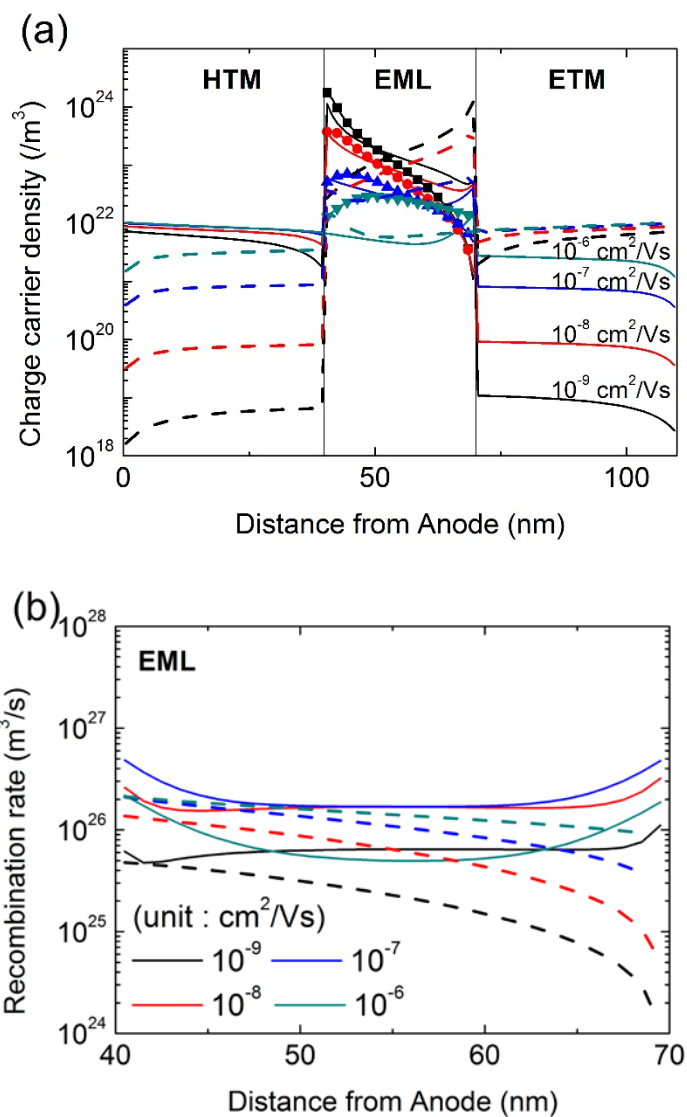 (a)
HTM EML ETM
10^24
10^22
10^20
10^18
Charge carrier density (/m^3)
10^-6 cm^2/Vs
10^-7 cm^2/Vs
10^-8 cm^2/Vs
10^-9 cm^2/Vs
0 50 100
Distance from Anode (nm)
(b)
EML
10^28
10^27
10^26
10^25
10^24
Recombination rate (m^3/s)
(unit : cm^2/Vs)
10^-9 10^-7
10^-8 10^-6
40 50 60 70
Distance from Anode (nm)